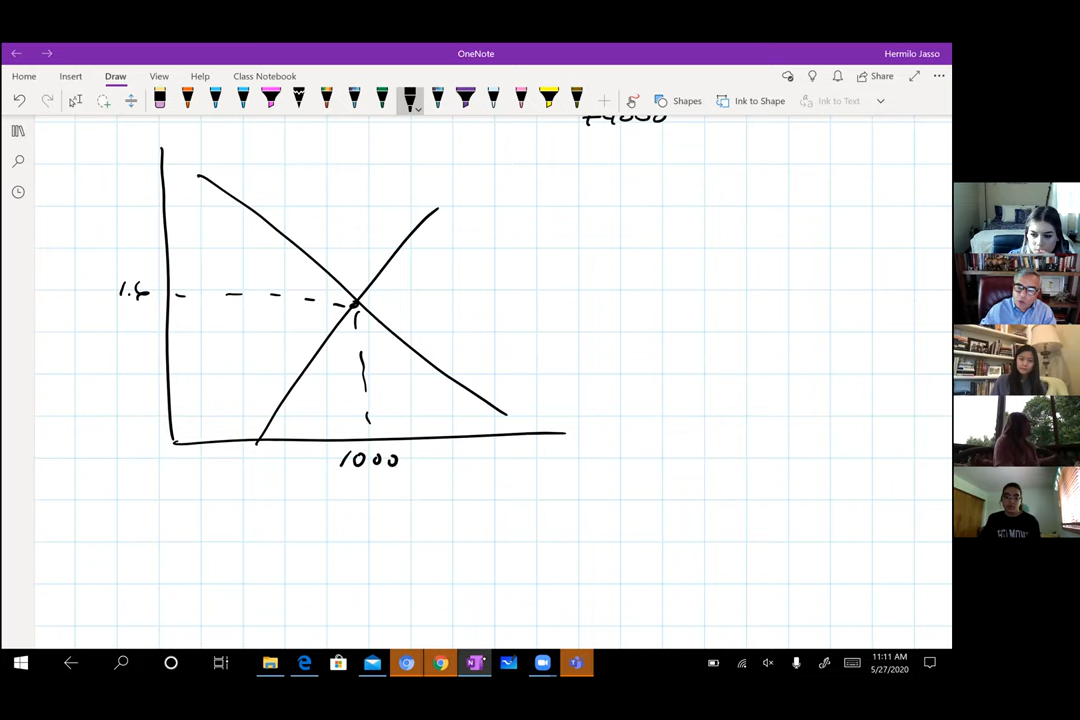 OneNote
Hermilo Jasso
Home Insert Draw View Help Class Notebook
Share
Shapes Ink to Shape Ink to Text
1.6
1000
11:11 AM
5/27/2020